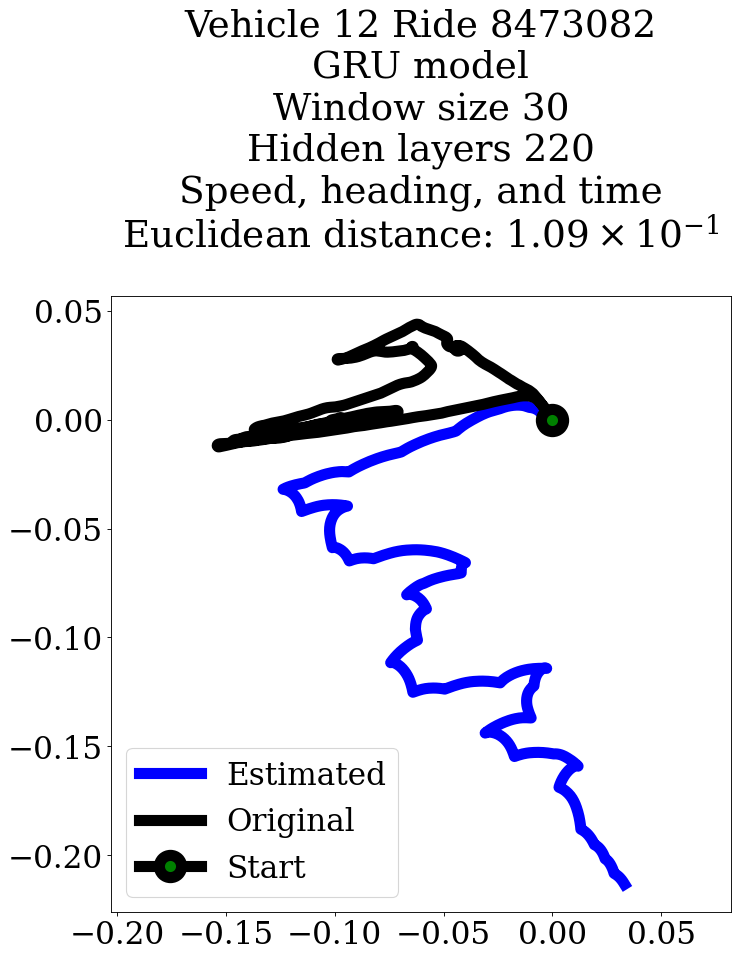 Vehicle 12 Ride 8473082
GRU model
Window size 30
Hidden layers 220
Speed, heading, and time
Euclidean distance: 1.09 × 10⁻¹
0.05
0.00
−0.05
−0.10
−0.15
−0.20
Estimated
Original
Start
−0.20 −0.15 −0.10 −0.05 0.00 0.05